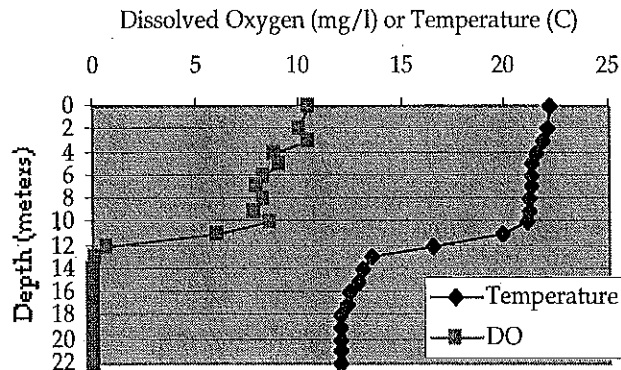 Dissolved Oxygen (mg/l) or Temperature (C)
0 5 10 15 20 25
Depth (meters)
0
2
4
6
8
10
12
14
16
18
20
22
Temperature
DO